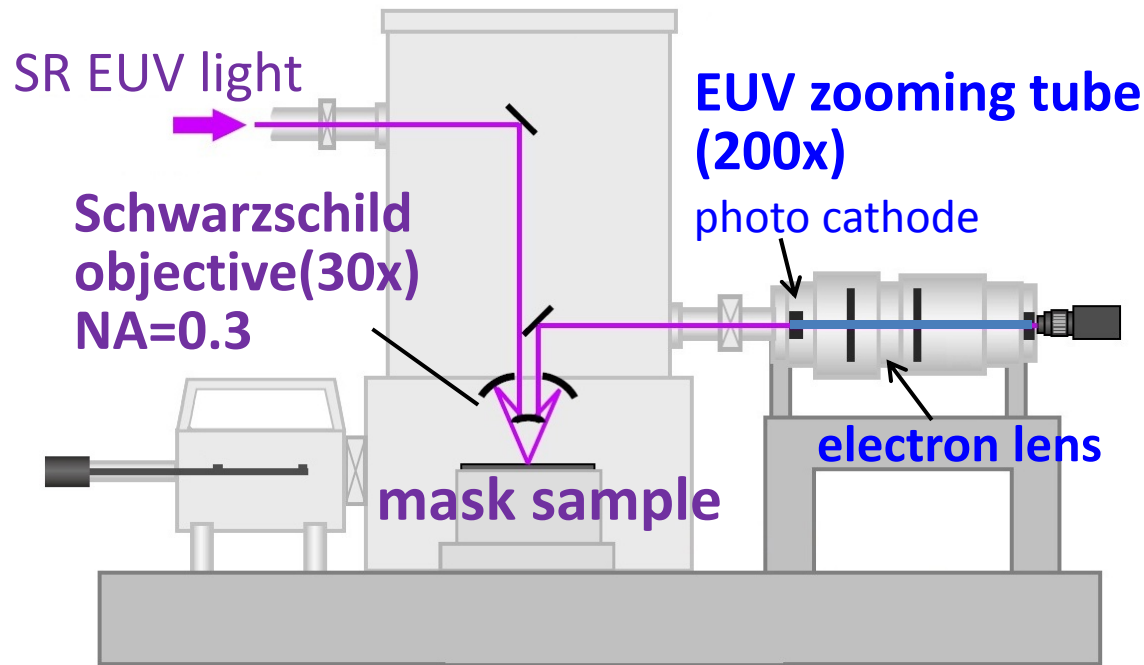 SR EUV light
EUV zooming tube
(200x)
photo cathode
Schwarzschild
objective(30x)
NA=0.3
electron lens
mask sample